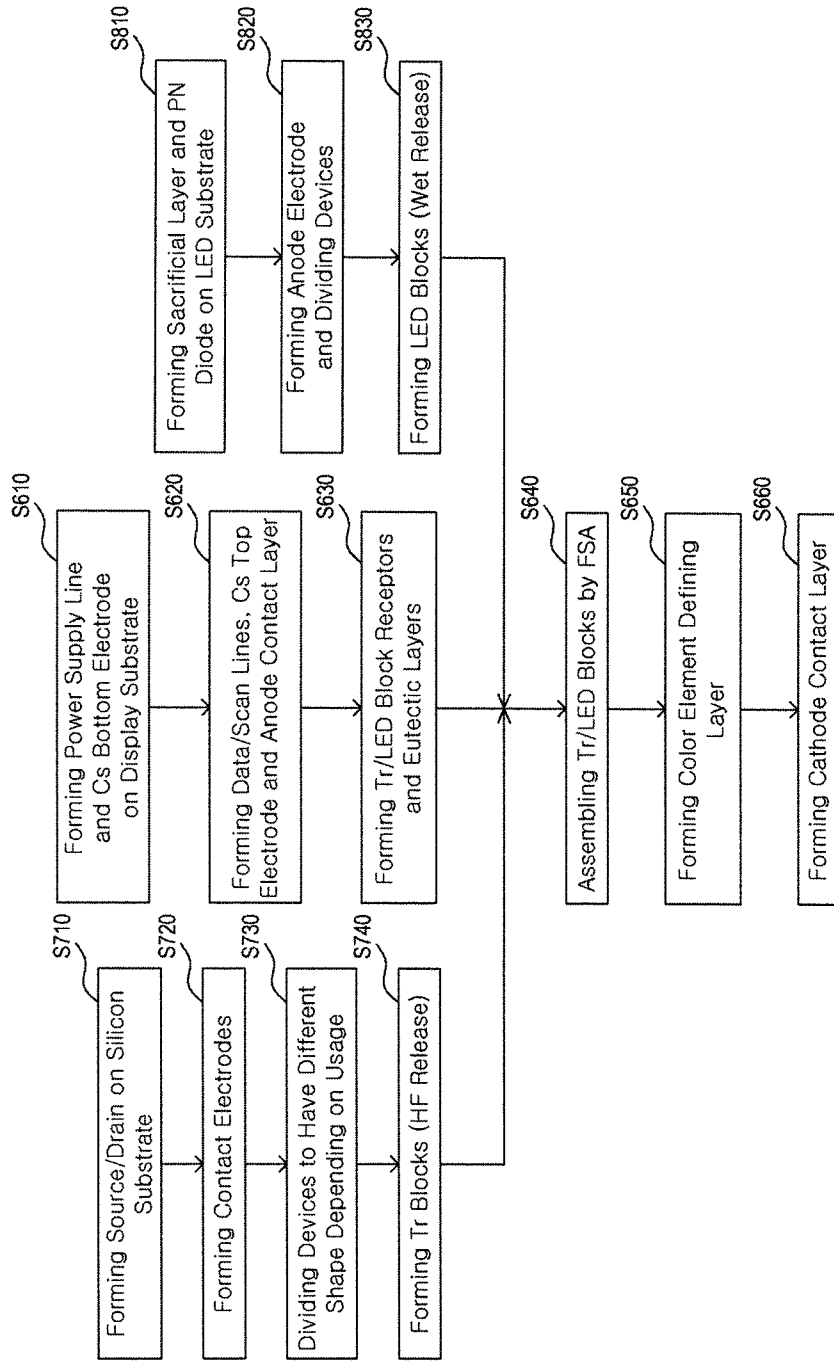 S710
Forming Source/Drain on Silicon
Substrate
S720
Forming Contact Electrodes
S730
Dividing Devices to Have Different
Shape Depending on Usage
S740
Forming Tr Blocks (HF Release)
S610
Forming Power Supply Line
and Cs Bottom Electrode
on Display Substrate
S620
Forming Data/Scan Lines, Cs Top
Electrode and Anode Contact Layer
S630
Forming Tr/LED Block Receptors
and Eutectic Layers
S810
Forming Sacrificial Layer and PN
Diode on LED Substrate
S820
Forming Anode Electrode
and Dividing Devices
S830
Forming LED Blocks (Wet Release)
S640
Assembling Tr/LED Blocks by FSA
S650
Forming Color Element Defining
Layer
S660
Forming Cathode Contact Layer